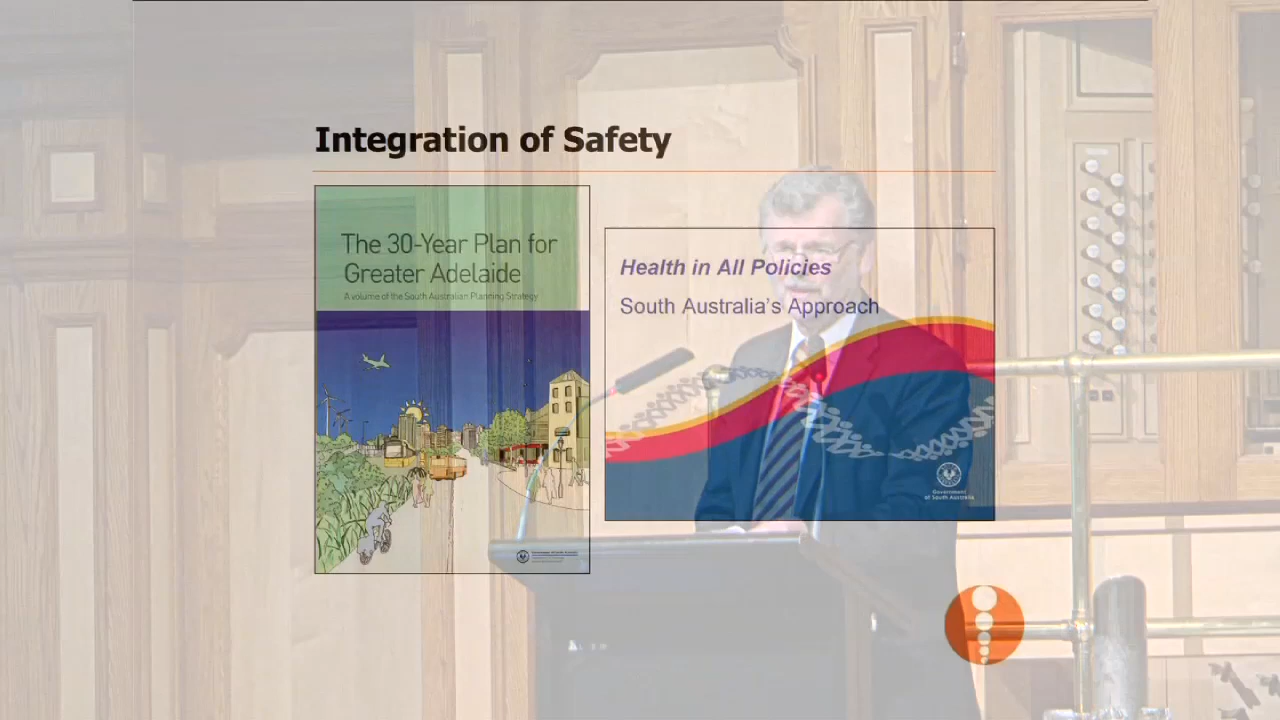 Integration of Safety
The 30-Year Plan for
Greater Adelaide
A volume of the South Australian Planning Strategy
Health in All Policies
South Australia's Approach
Government
of South Australia